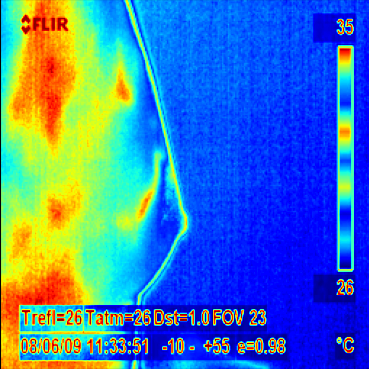 FLIR
35
26
Trefl=26 Tatm=26 Dst=1.0 FOV 23
08/06/09 11:33:51 -10 - +55 e=0.98 °C